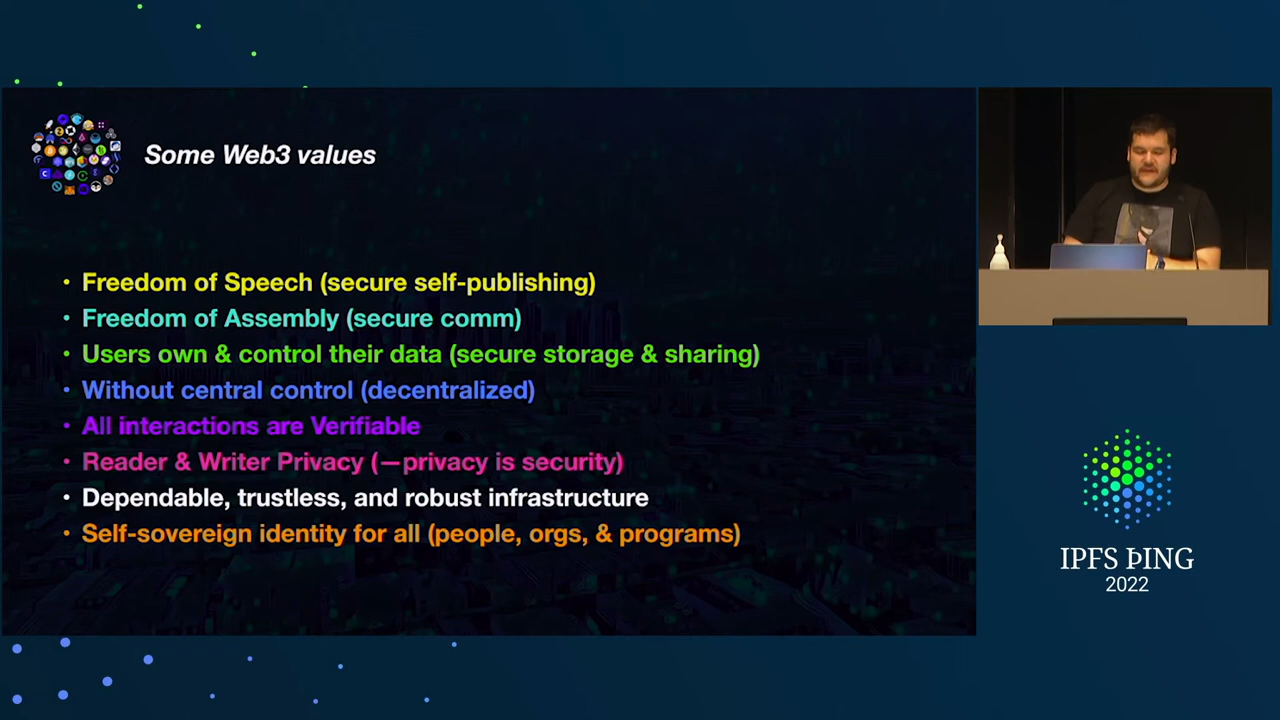 Some Web3 values
• Freedom of Speech (secure self-publishing)
• Freedom of Assembly (secure comm)
• Users own & control their data (secure storage & sharing)
• Without central control (decentralized)
• All interactions are Verifiable
• Reader & Writer Privacy (—privacy is security)
• Dependable, trustless, and robust infrastructure
• Self-sovereign identity for all (people, orgs, & programs)
IPFS ÞING
2022